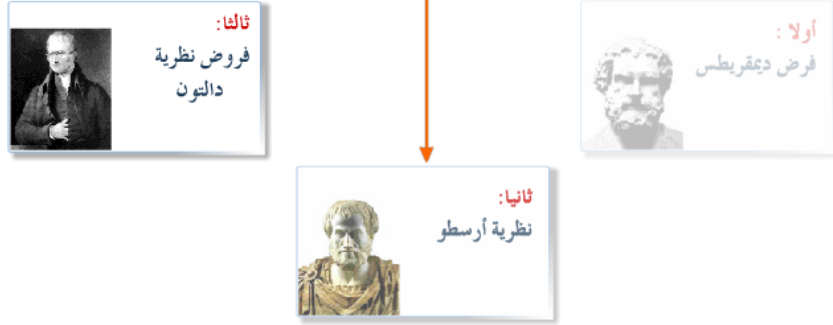 أولا :
فرض ديمقريطس
ثانيا:
نظرية أرسطو
ثالثا:
فروض نظرية
دالتون